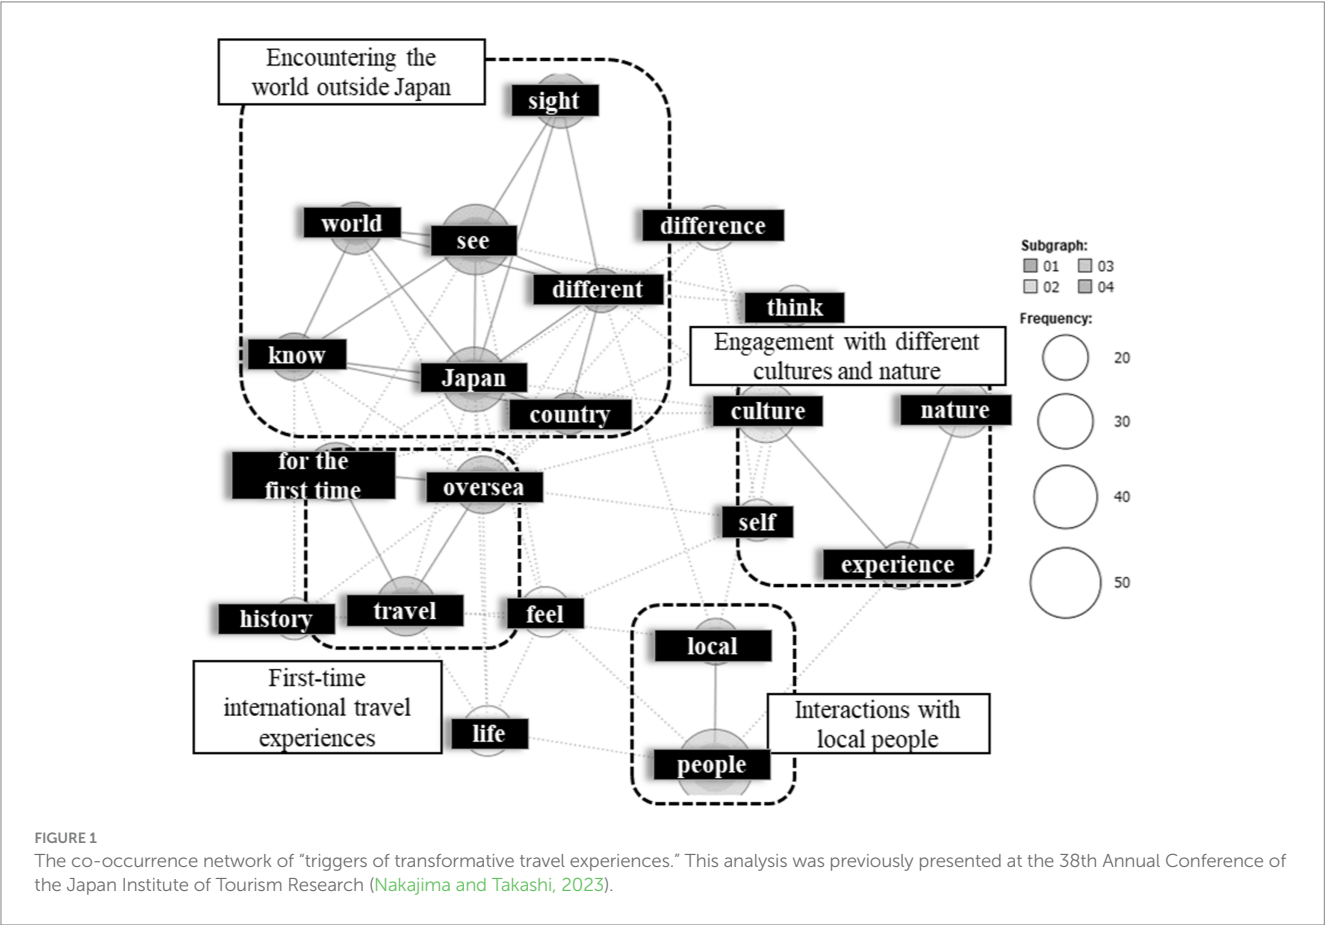 Encountering the
world outside Japan
sight
world
see
difference
different
think
know
Japan
country
Engagement with different
cultures and nature
culture
nature
for the
first time
oversea
self
experience
history
travel
feel
local
First-time
international travel
experiences
life
people
Interactions with
local people
Subgraph:
01 03
02 04
Frequency:
20
30
40
50
FIGURE 1
The co-occurrence network of “triggers of transformative travel experiences.” This analysis was previously presented at the 38th Annual Conference of
the Japan Institute of Tourism Research (Nakajima and Takashi, 2023).